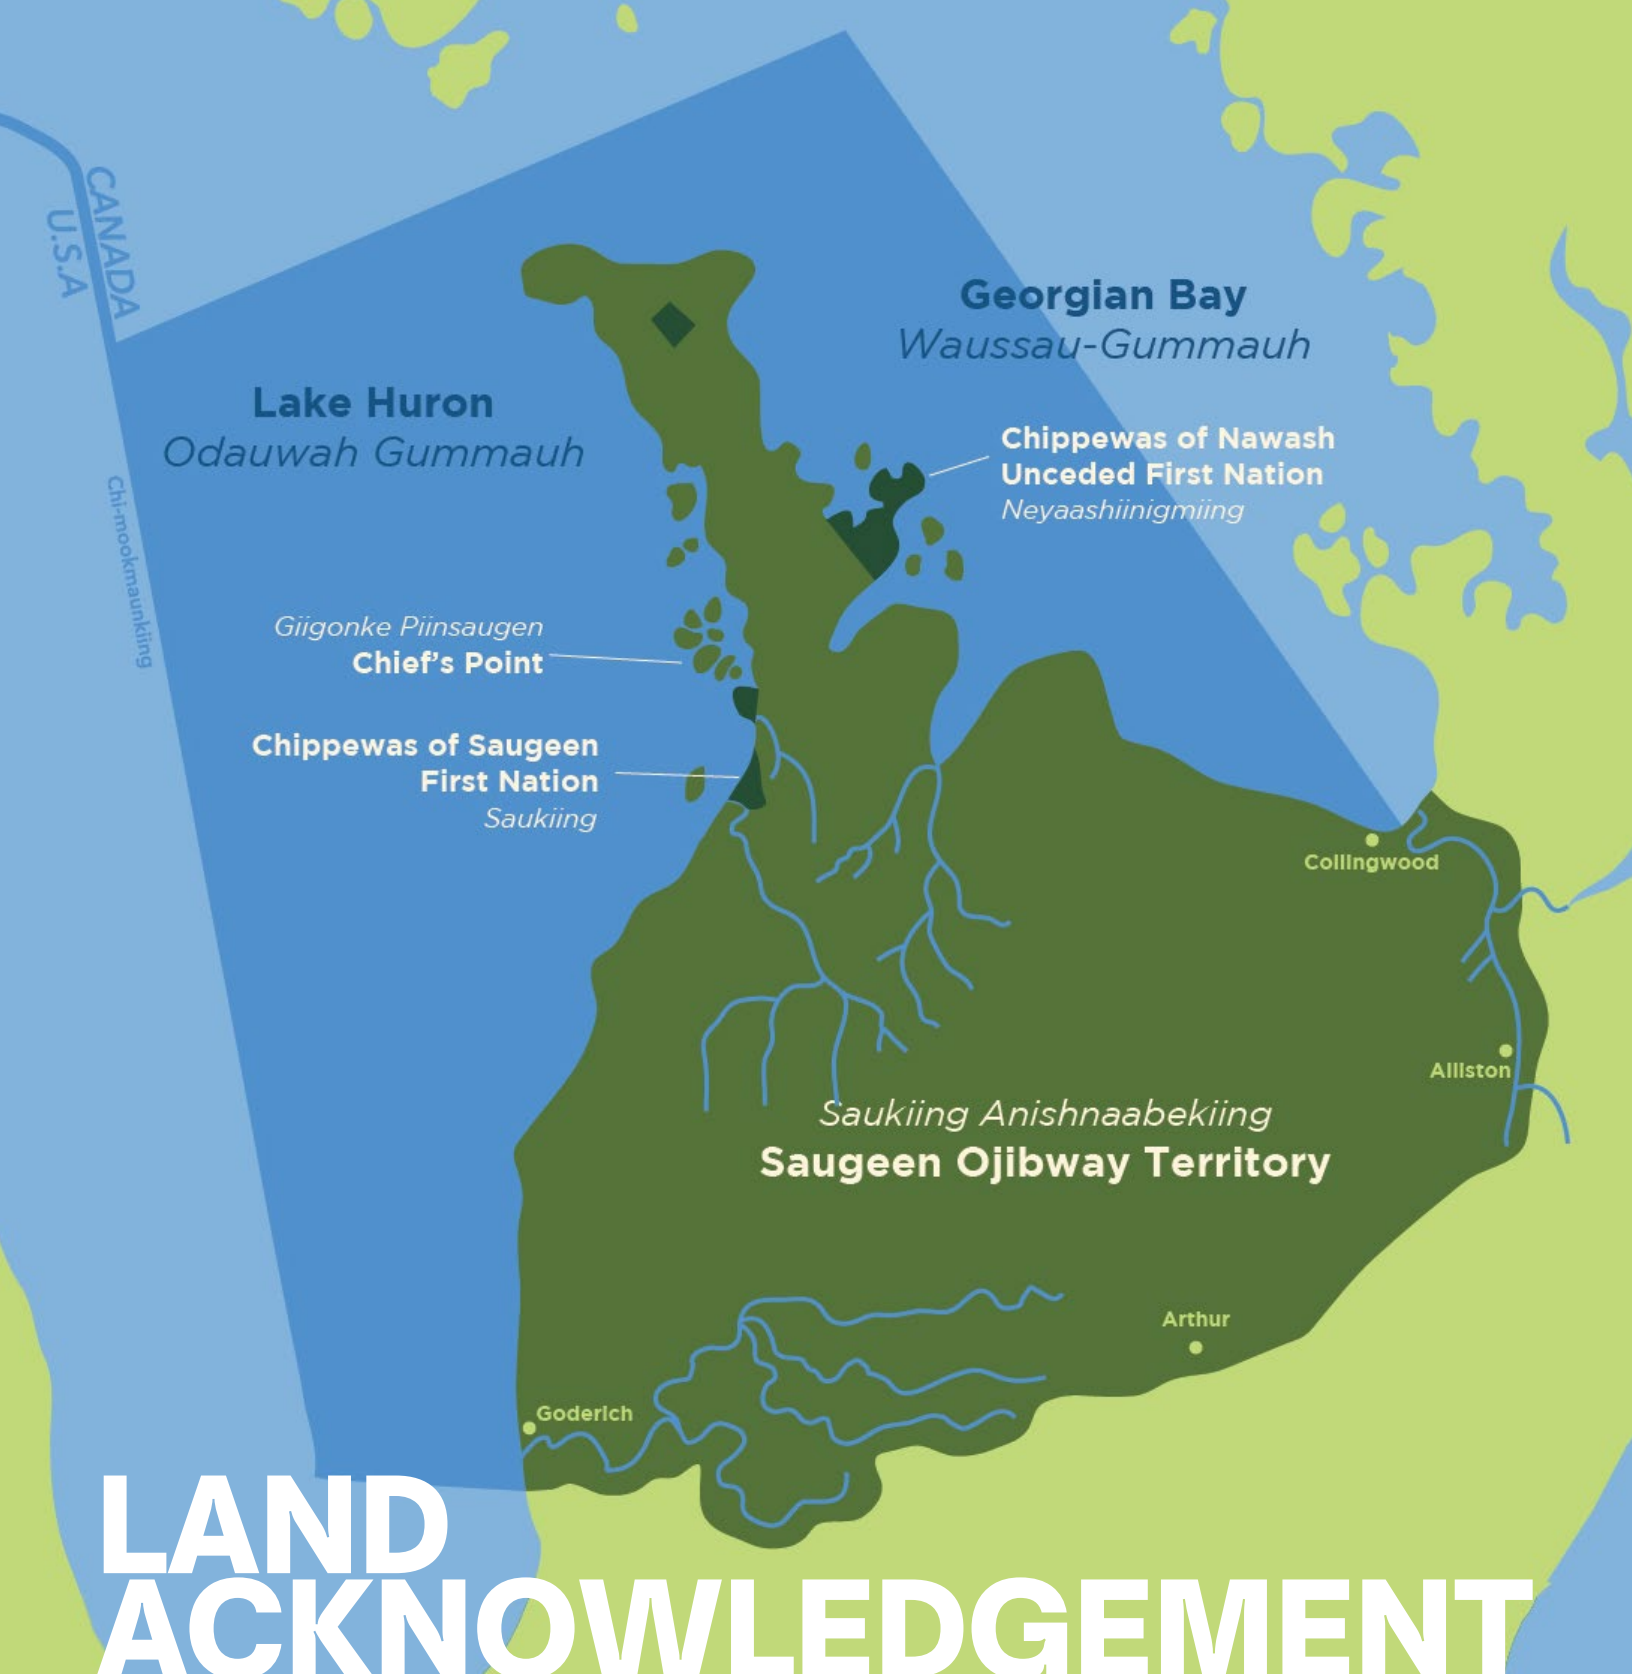 CANADA
U.S.A
Georgian Bay
Waussau-Gummauh
Lake Huron
Odauwah Gummauh
Chippewas of Nawash
Unceded First Nation
Neyaashiinigmiing
Chi-mookmaunkiing
Giigonke Piinsaugen
Chief's Point
Chippewas of Saugeen
First Nation
Saukiing
Collingwood
Alliston
Saukiing Anishnaabekiing
Saugeen Ojibway Territory
Arthur
Goderich
LAND
ACKNOWLEDGEMENT